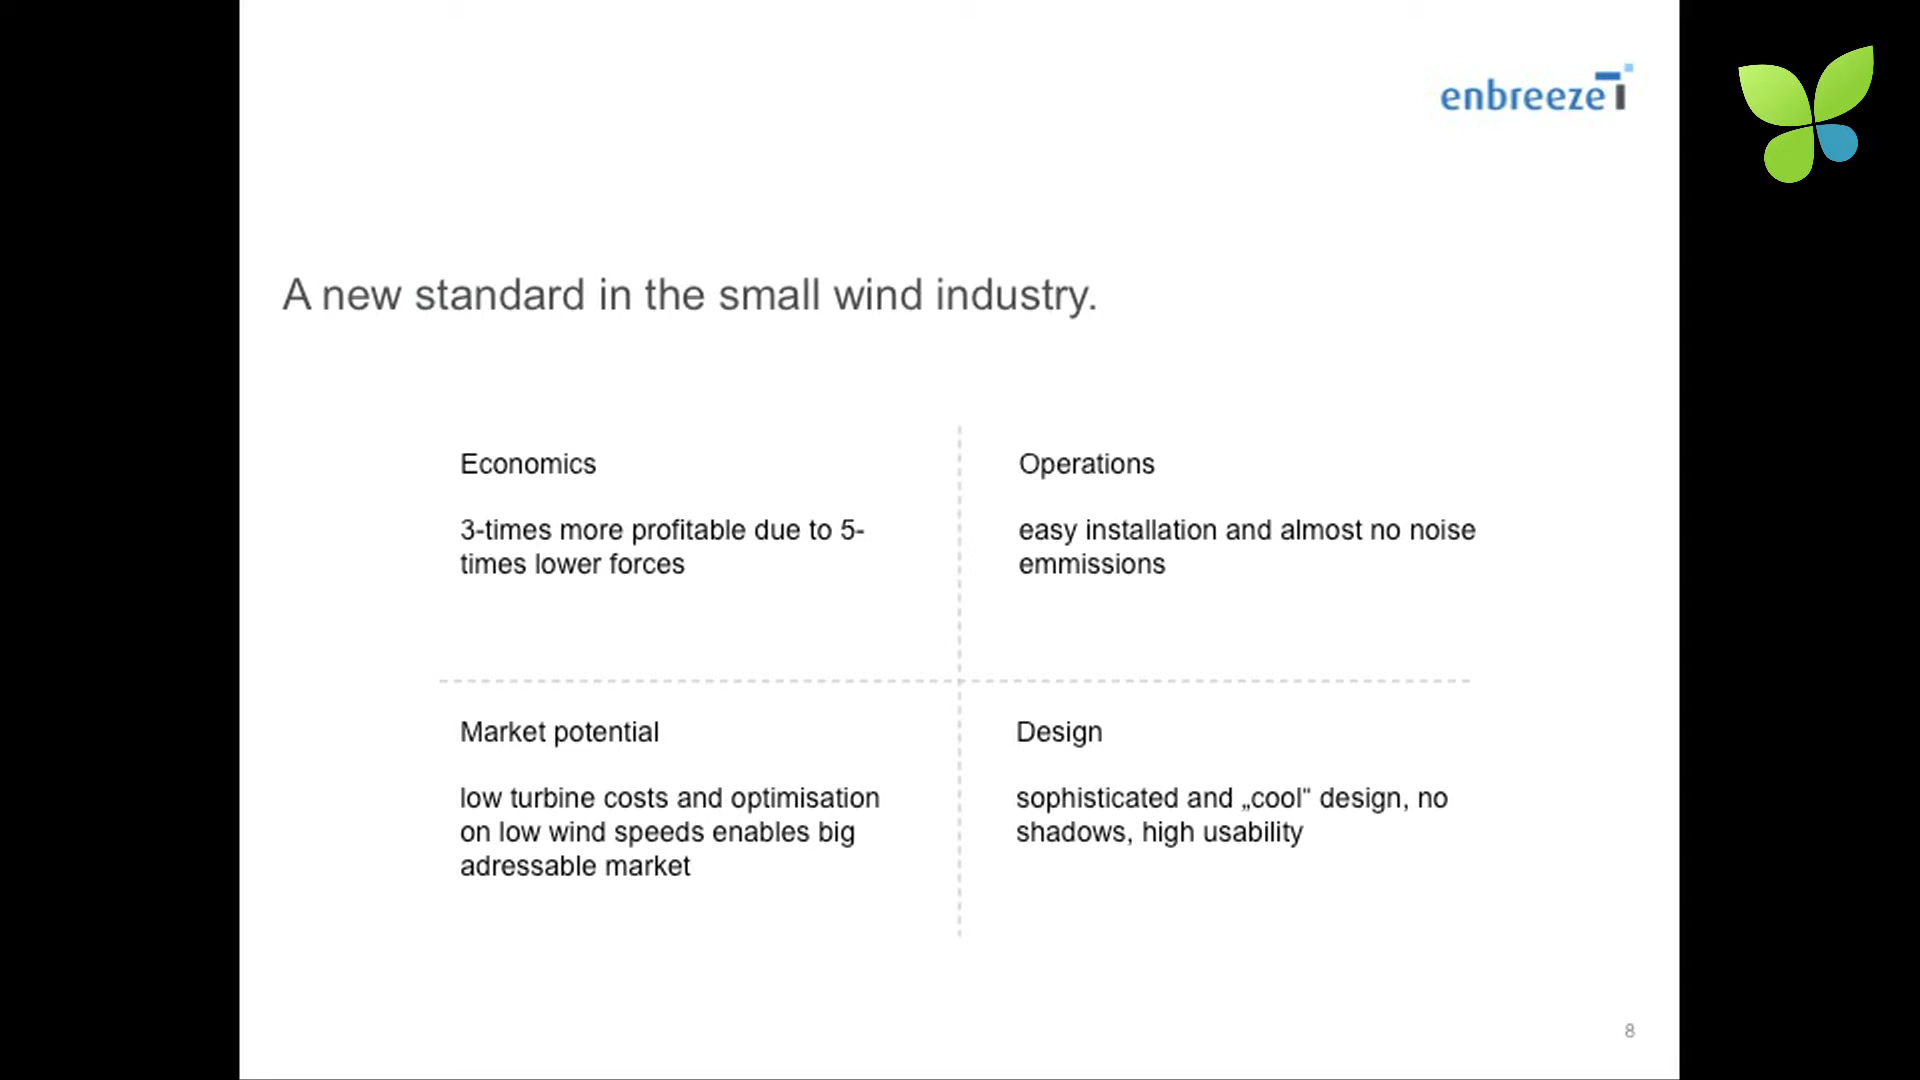 enbreeze
A new standard in the small wind industry.
Economics
3-times more profitable due to 5-
times lower forces
Operations
easy installation and almost no noise
emmissions
Market potential
low turbine costs and optimisation
on low wind speeds enables big
adressable market
Design
sophisticated and „cool“ design, no
shadows, high usability
8